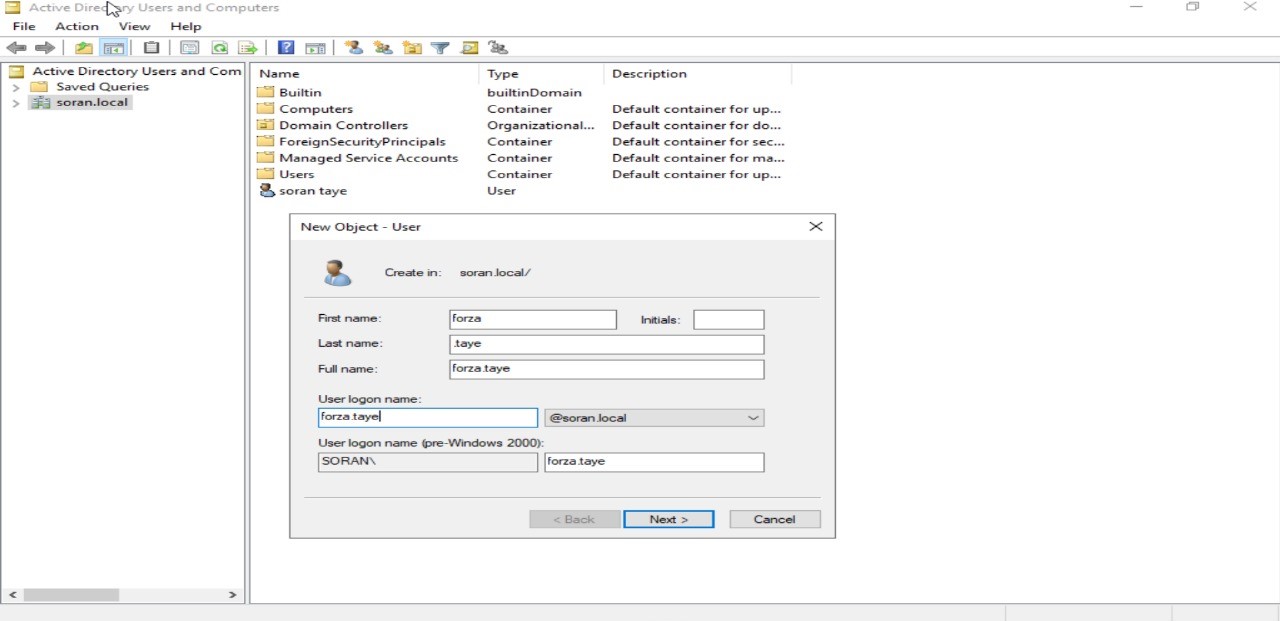 Active Directory Users and Computers
File Action View Help
Active Directory Users and Com
Saved Queries
soran.local
Name Type Description
Builtin builtinDomain
Computers Container Default container for up...
Domain Controllers Organizational... Default container for do...
ForeignSecurityPrincipals Container Default container for sec...
Managed Service Accounts Container Default container for ma...
Users Container Default container for up...
soran taye User
New Object - User
Create in: soran.local/
First name: forza Initials:
Last name: .taye
Full name: forza.taye
User logon name:
forza.taye @soran.local
User logon name (pre-Windows 2000):
SORAN\ forza.taye
< Back Next > Cancel